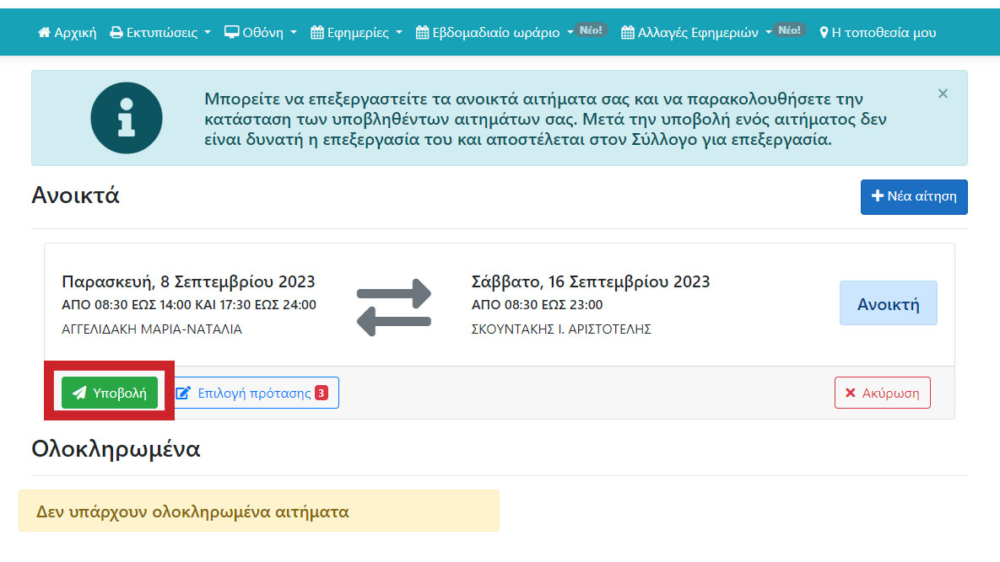 Αρχική Εκτυπώσεις Οθόνη Εφημερίες Εβδομαδιαίο ωράριο Νέο! Αλλαγές Εφημεριών Νέο! Η τοποθεσία μου
Μπορείτε να επεξεργαστείτε τα ανοικτά αιτήματα σας και να παρακολουθήσετε την
κατάσταση των υποβληθέντων αιτημάτων σας. Μετά την υποβολή ενός αιτήματος δεν
είναι δυνατή η επεξεργασία του και αποστέλεται στον Σύλλογο για επεξεργασία.
×
Ανοικτά
Νέα αίτηση
Παρασκευή, 8 Σεπτεμβρίου 2023
ΑΠΟ 08:30 ΕΩΣ 14:00 ΚΑΙ 17:30 ΕΩΣ 24:00
ΑΓΓΕΛΙΔΑΚΗ ΜΑΡΙΑ-ΝΑΤΑΛΙΑ
Σάββατο, 16 Σεπτεμβρίου 2023
ΑΠΟ 08:30 ΕΩΣ 23:00
ΣΚΟΥΝΤΑΚΗΣ Ι. ΑΡΙΣΤΟΤΕΛΗΣ
Ανοικτή
Υποβολή
Επιλογή πρότασης 3
Ακύρωση
Ολοκληρωμένα
Δεν υπάρχουν ολοκληρωμένα αιτήματα